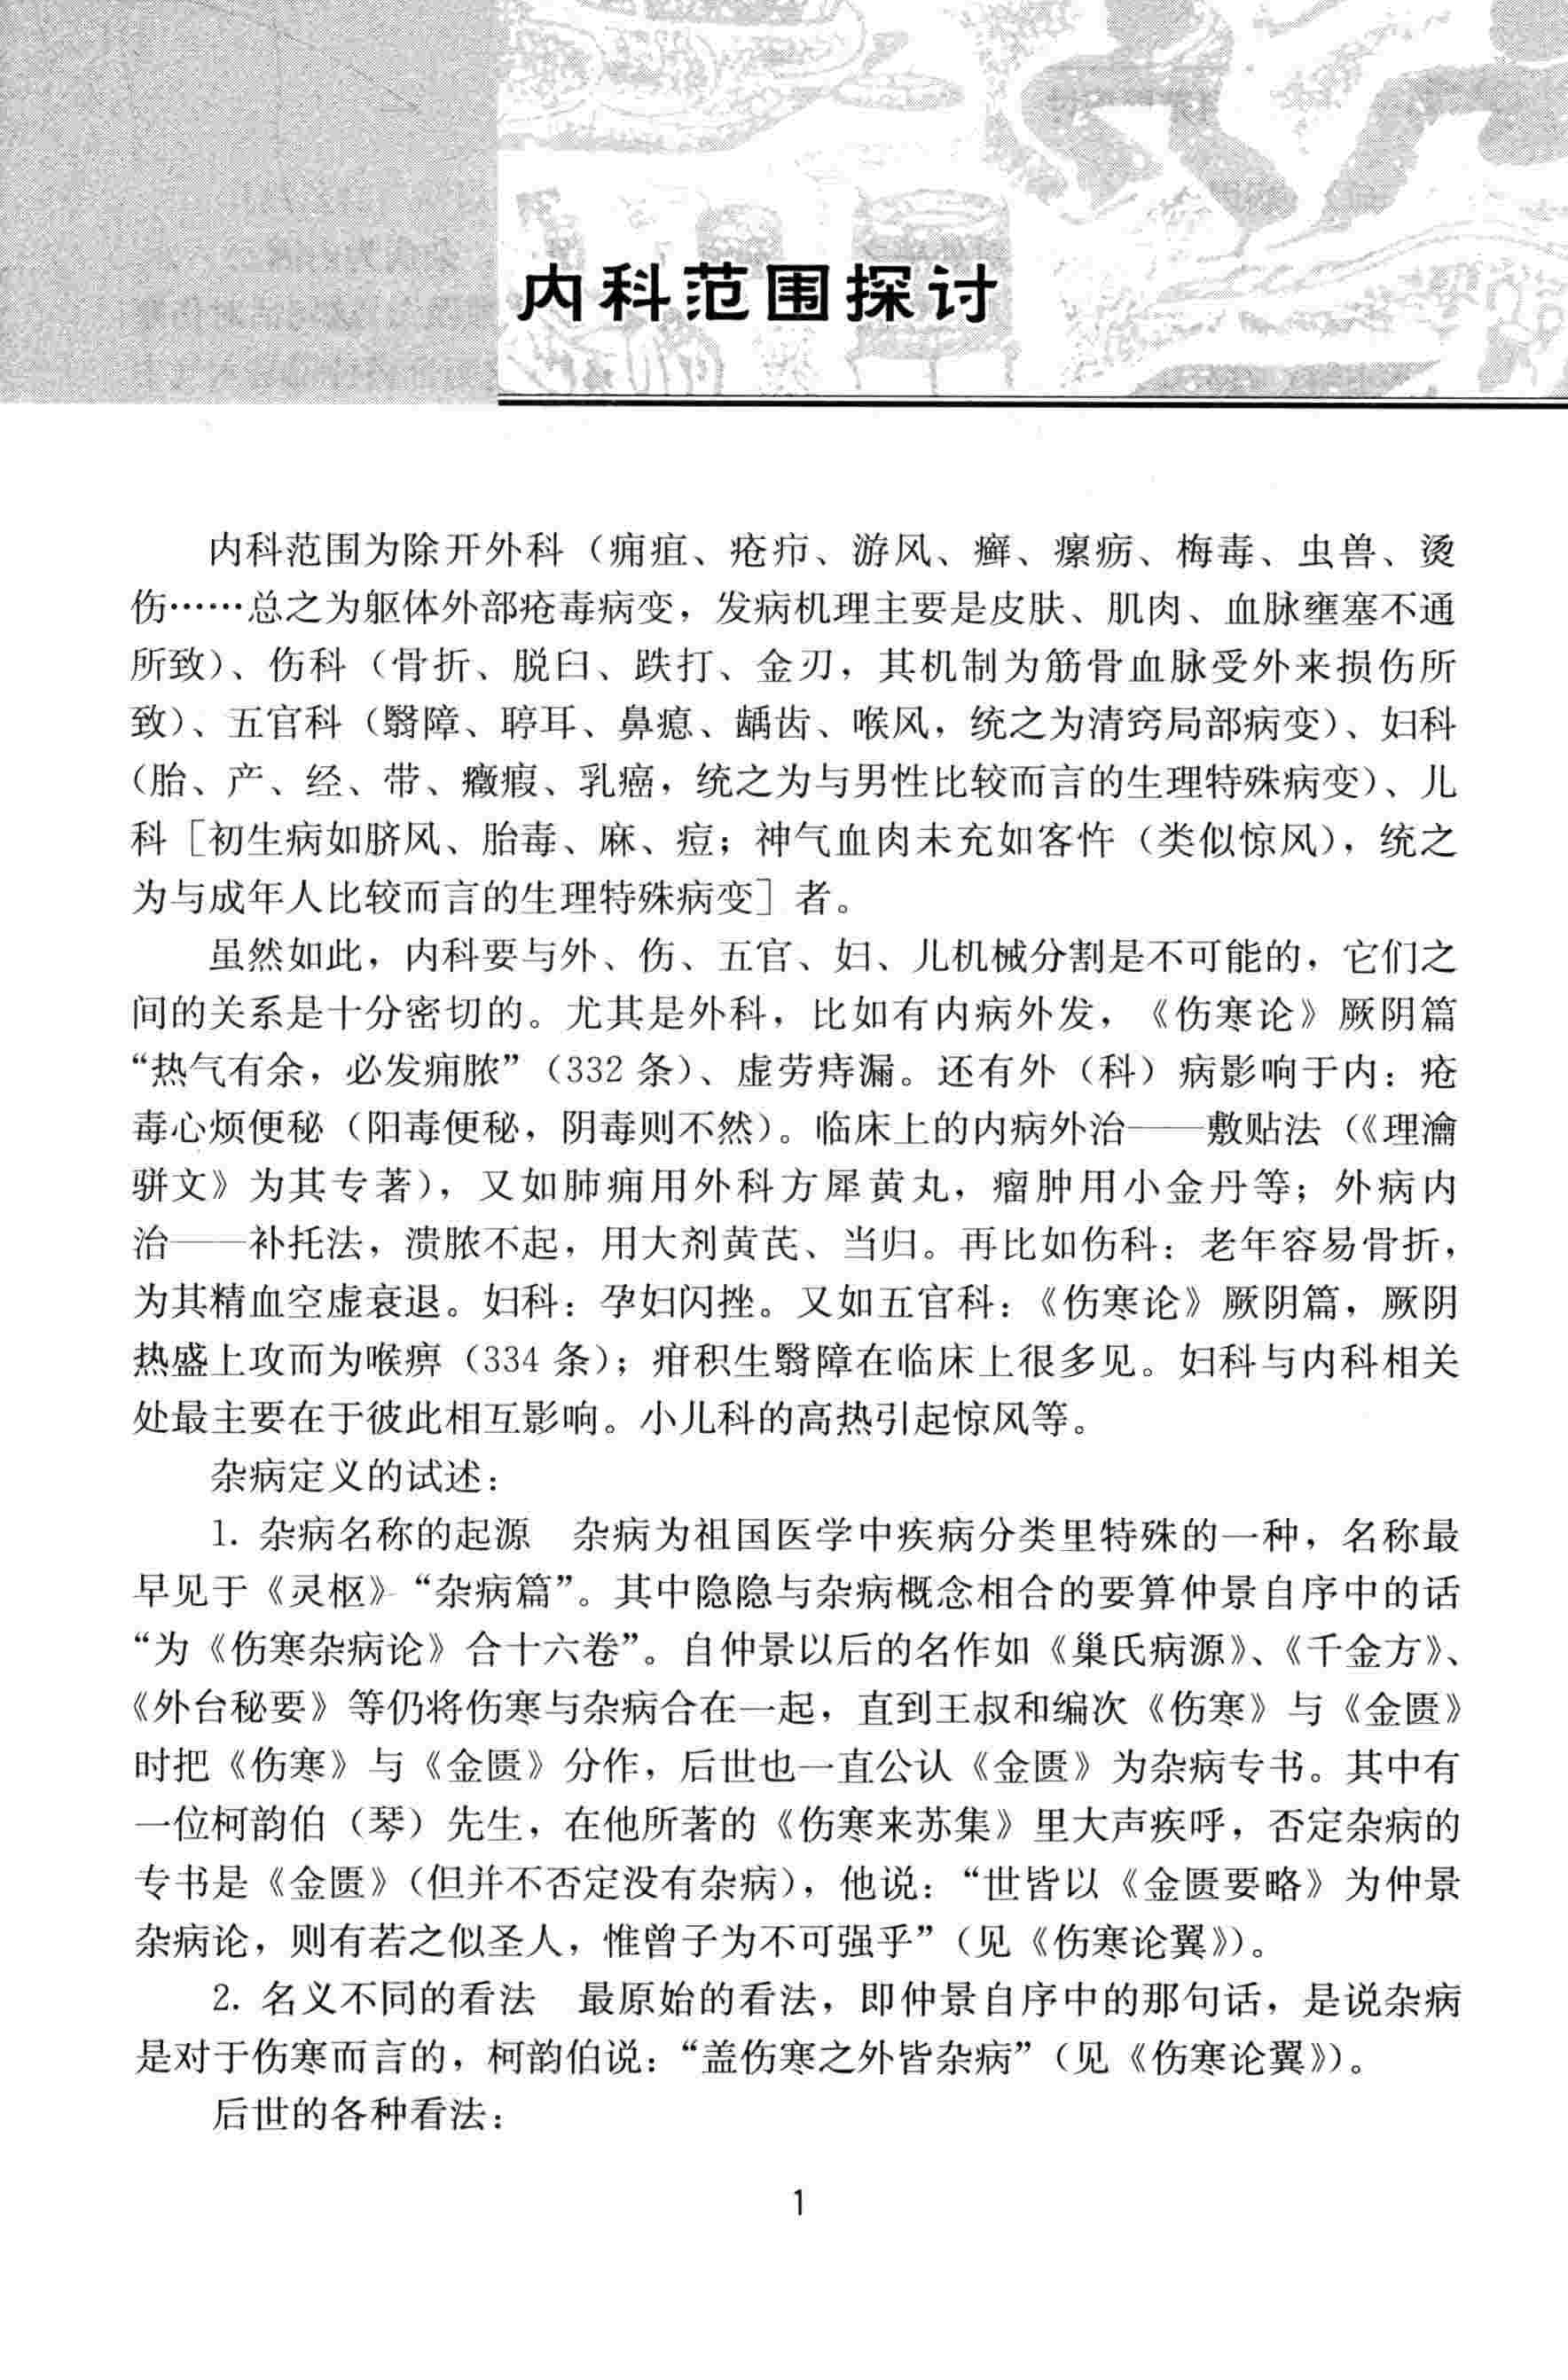 内科范围探讨
内科范围为除开外科（痈疽、疮疖、游风、癣、瘰疬、梅毒、虫兽、烫
伤……总之为躯体外部疮毒病变，发病机理主要是皮肤、肌肉、血脉壅塞不通
所致）、伤科（骨折、脱臼、跌打、金刃，其机制为筋骨血脉受外来损伤所
致）、五官科（翳障、聤耳、鼻瘜、龋齿、喉风，统之为清窍局部病变）、妇科
（胎、产、经、带、癥瘕、乳癌，统之为与男性比较而言的生理特殊病变）、儿
科［初生病如脐风、胎毒、麻、痘；神气血肉未充如客忤（类似惊风），统之
为与成年人比较而言的生理特殊病变］者。
虽然如此，内科要与外、伤、五官、妇、儿机械分割是不可能的，它们之
间的关系是十分密切的。尤其是外科，比如有内病外发，《伤寒论》厥阴篇
“热气有余，必发痈脓”（332 条）、虚劳痔漏。还有外（科）病影响于内：疮
毒心烦便秘（阳毒便秘，阴毒则不然）。临床上的内病外治——敷贴法（《理瀹
骈文》为其专著），又如肺痈用外科方犀黄丸，瘤肿用小金丹等；外病内
治——补托法，溃脓不起，用大剂黄芪、当归。再比如伤科：老年容易骨折，
为其精血空虚衰退。妇科：孕妇闪挫。又如五官科：《伤寒论》厥阴篇，厥阴
热盛上攻而为喉痹（334 条）；疳积生翳障在临床上很多见。妇科与内科相关
处最主要在于彼此相互影响。小儿科的高热引起惊风等。
杂病定义的试述：
1. 杂病名称的起源　杂病为祖国医学中疾病分类里特殊的一种，名称最
早见于《灵枢》“杂病篇”。其中隐隐与杂病概念相合的要算仲景自序中的话
“为《伤寒杂病论》合十六卷”。自仲景以后的名作如《巢氏病源》、《千金方》、
《外台秘要》等仍将伤寒与杂病合在一起，直到王叔和编次《伤寒》与《金匮》
时把《伤寒》与《金匮》分作，后世也一直公认《金匮》为杂病专书。其中有
一位柯韵伯（琴）先生，在他所著的《伤寒来苏集》里大声疾呼，否定杂病的
专书是《金匮》（但并不否定没有杂病），他说：“世皆以《金匮要略》为仲景
杂病论，则有若之似圣人，惟曾子为不可强乎”（见《伤寒论翼》）。
2. 名义不同的看法　最原始的看法，即仲景自序中的那句话，是说杂病
是对于伤寒而言的，柯韵伯说：“盖伤寒之外皆杂病”（见《伤寒论翼》）。
后世的各种看法：
1